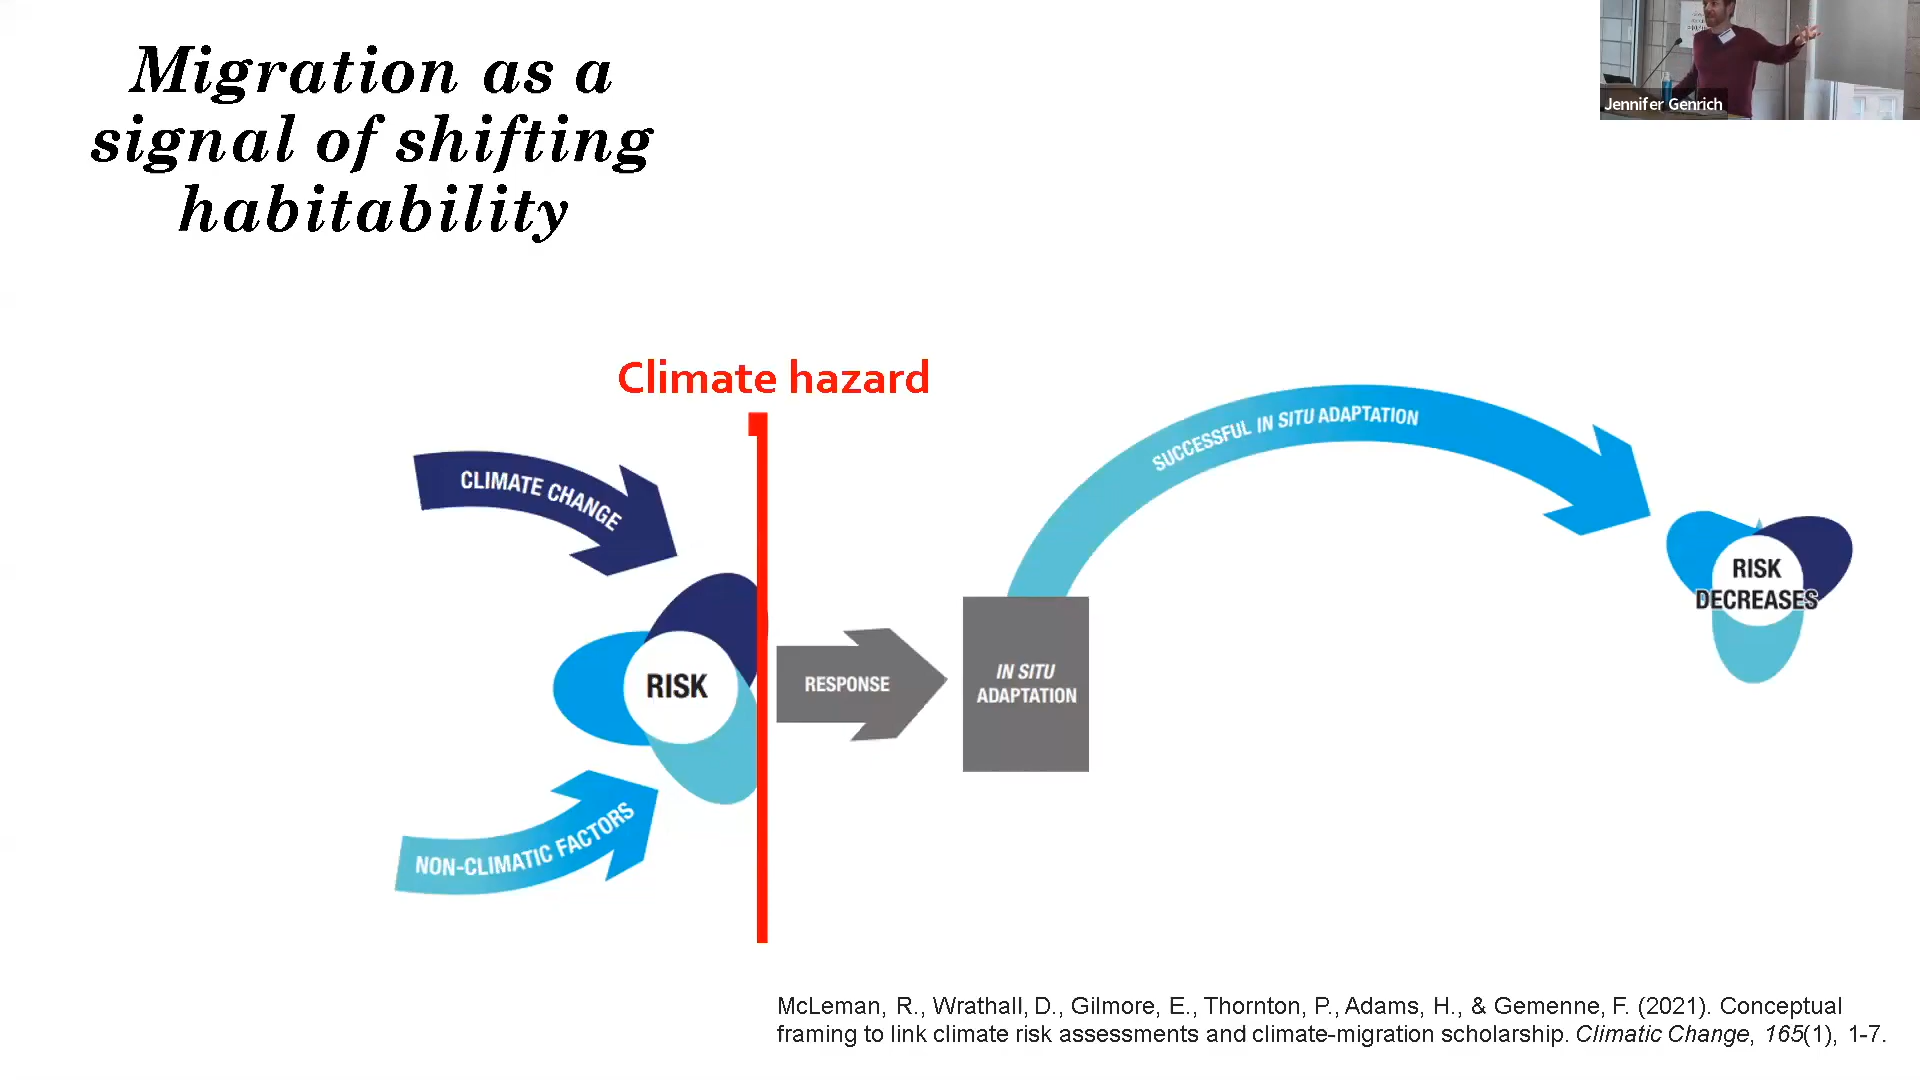 Migration as a
signal of shifting
habitability
Jennifer Genrich
Climate hazard
CLIMATE CHANGE
NON-CLIMATIC FACTORS
RISK
RESPONSE
IN SITU
ADAPTATION
SUCCESSFUL IN SITU ADAPTATION
RISK
DECREASES
McLeman, R., Wrathall, D., Gilmore, E., Thornton, P., Adams, H., & Gemenne, F. (2021). Conceptual
framing to link climate risk assessments and climate-migration scholarship. Climatic Change, 165(1), 1-7.